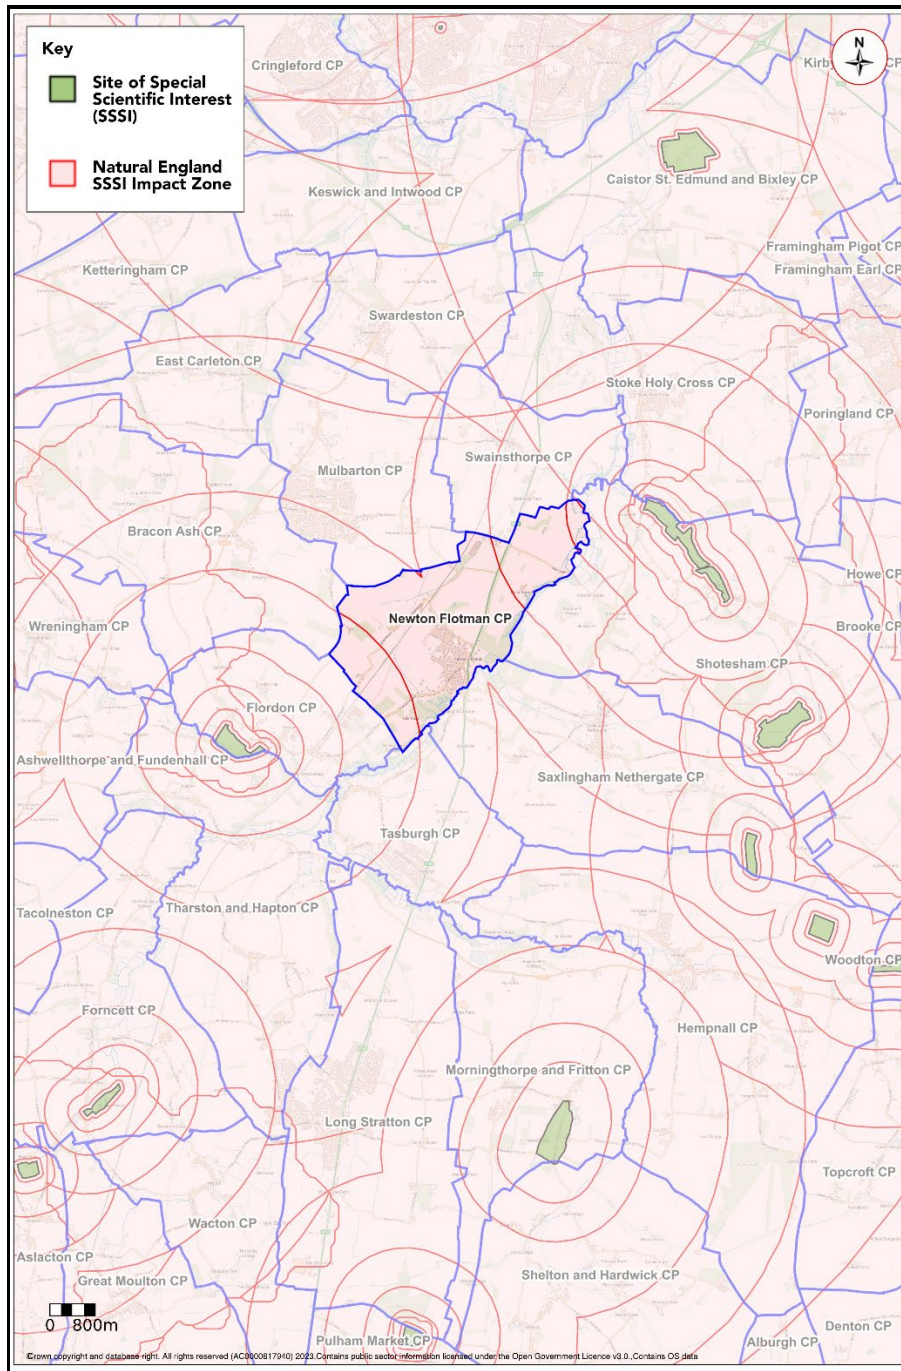 Key
Site of Special
Scientific Interest
(SSSI)
Natural England
SSSI Impact Zone
N
Cringleford CP
CP
Keswick and Intwood CP
Caistor St. Edmund and Bixley CP
Framingham Pigot CP
Framingham Earl CP
Ketteringham CP
Swardeston CP
East Carleton CP
Stoke Holy Cross CP
Poringland CP
Swainsthorpe CP
Mulbarton CP
Bracon Ash CP
Howe CP
Newton Flotman CP
Wreningham CP
Brooke CP
Shotesham CP
Flordon CP
Ashwellthorpe and Fundenhall CP
Saxlingham Nethergate CP
Tasburgh CP
Tacolneston CP
Tharston and Hapton CP
Woodton CP
Forncett CP
Hempnall CP
Morningthorpe and Fritton CP
Long Stratton CP
Topcroft CP
Wacton CP
Aslacton CP
Great Moulton CP
Shelton and Hardwick CP
0 800m
Denton CP
Pulham Market CP
Alburgh CP
©rown copyright and database right. All rights reserved (AC0000817940) 2023.Contains public sector information licensed under the Open Government Licence v3.0.,Contains OS data